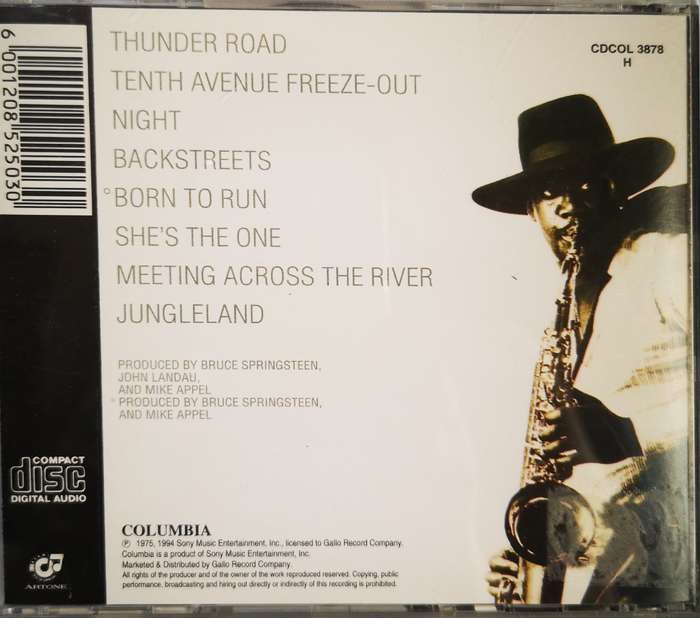 6 001208 525030
THUNDER ROAD
TENTH AVENUE FREEZE-OUT
NIGHT
BACKSTREETS
°BORN TO RUN
SHE'S THE ONE
MEETING ACROSS THE RIVER
JUNGLELAND
CDCOL 3878
H
PRODUCED BY BRUCE SPRINGSTEEN,
JOHN LANDAU,
AND MIKE APPEL
°PRODUCED BY BRUCE SPRINGSTEEN,
AND MIKE APPEL
COMPACT
disc
DIGITAL AUDIO
ARTONE
COLUMBIA
℗ 1975, 1994 Sony Music Entertainment, Inc., licensed to Gallo Record Company.
Columbia is a product of Sony Music Entertainment, Inc.
Marketed & Distributed by Gallo Record Company.
All rights of the producer and of the owner of the work reproduced reserved. Copying, public
performance, broadcasting and hiring out directly or indirectly of this recording is prohibited.